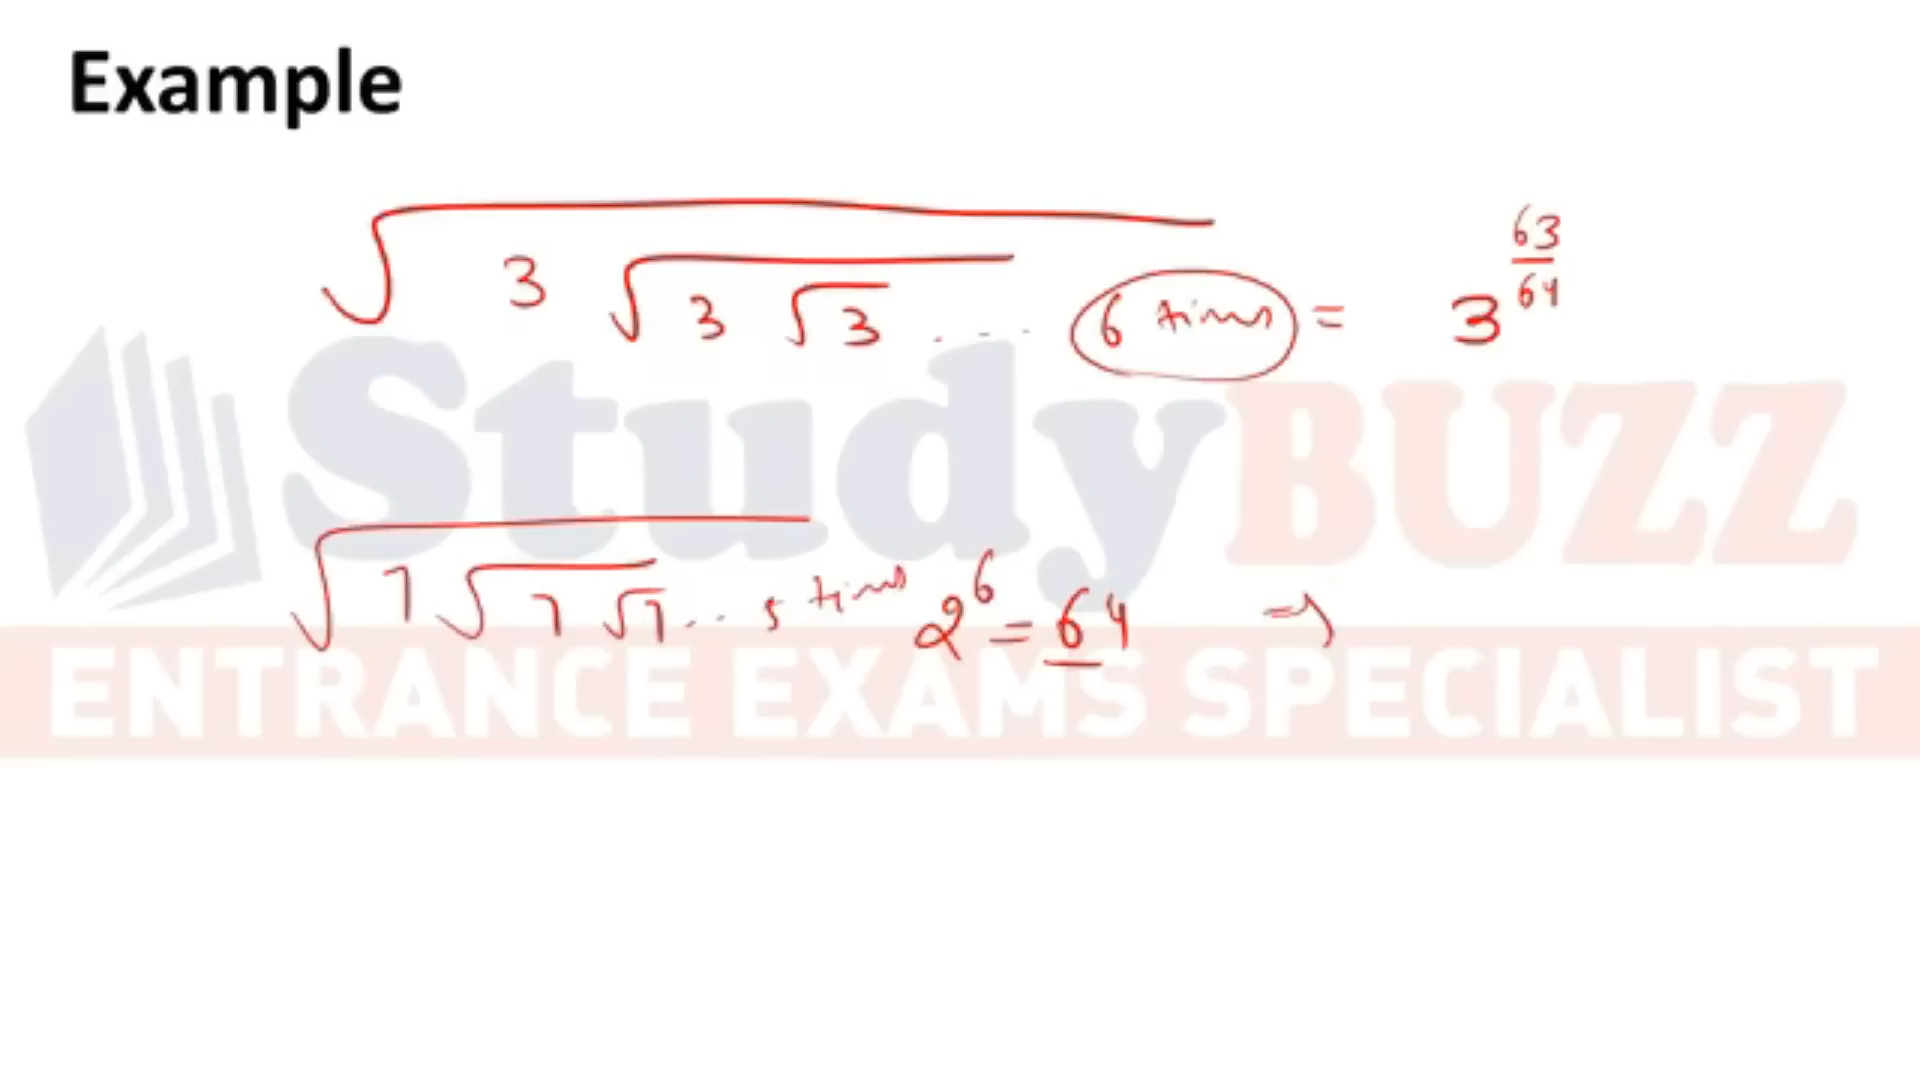 Example
√3√3√3 .... 6 times = 3^63/64
√7√7√7... 5 times 2^6 = 64 ⇒
StudyBUZZ
ENTRANCE EXAMS SPECIALIST